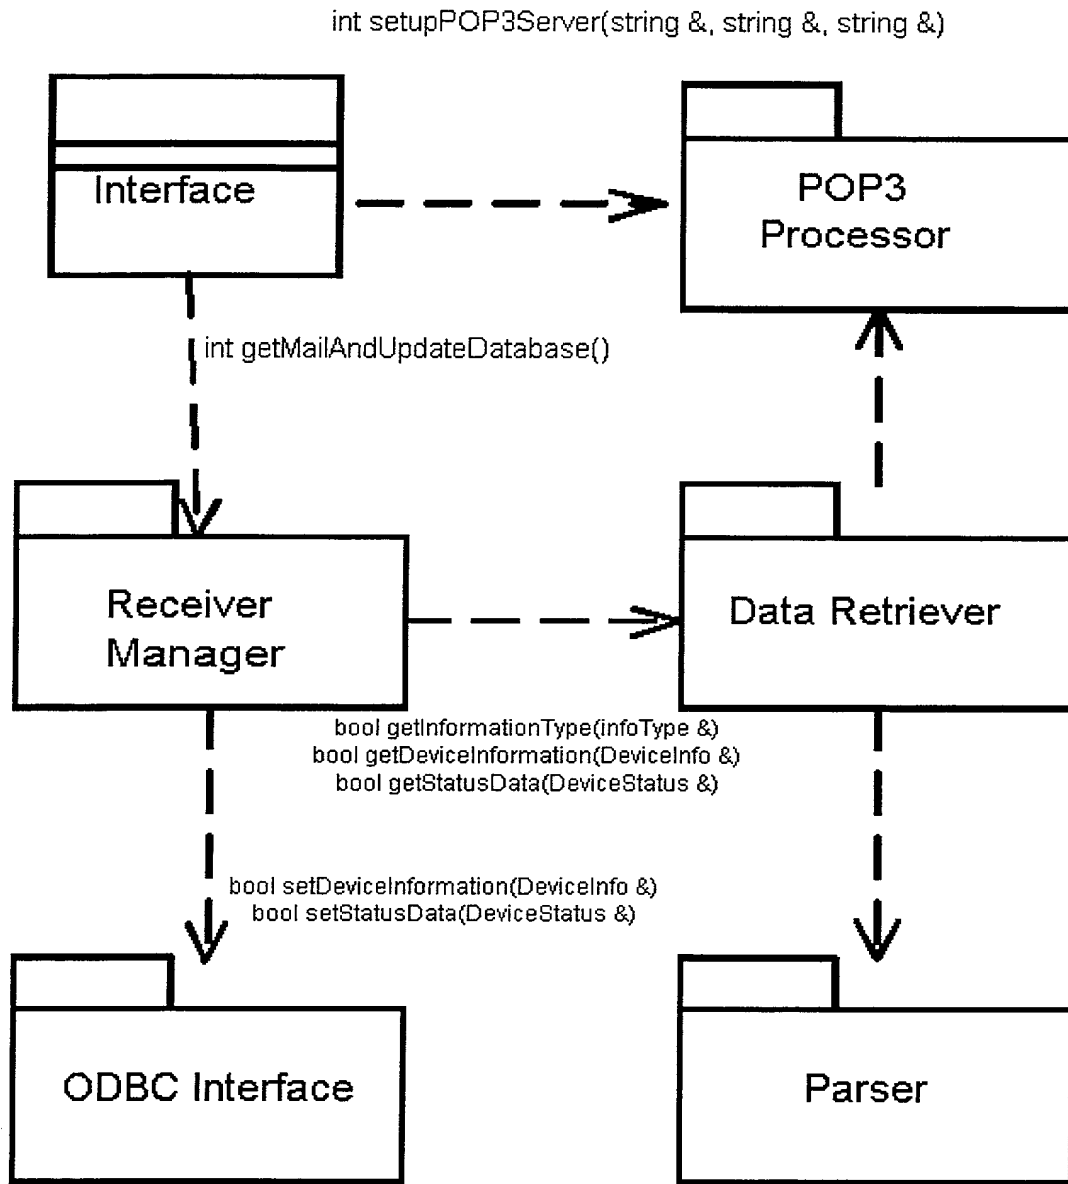 int setupPOP3Server(string &, string &, string &)
Interface
POP3
Processor
int getMailAndUpdateDatabase()
Receiver
Manager
Data Retriever
bool getInformationType(infoType &)
bool getDeviceInformation(DeviceInfo &)
bool getStatusData(DeviceStatus &)
bool setDeviceInformation(DeviceInfo &)
bool setStatusData(DeviceStatus &)
ODBC Interface
Parser